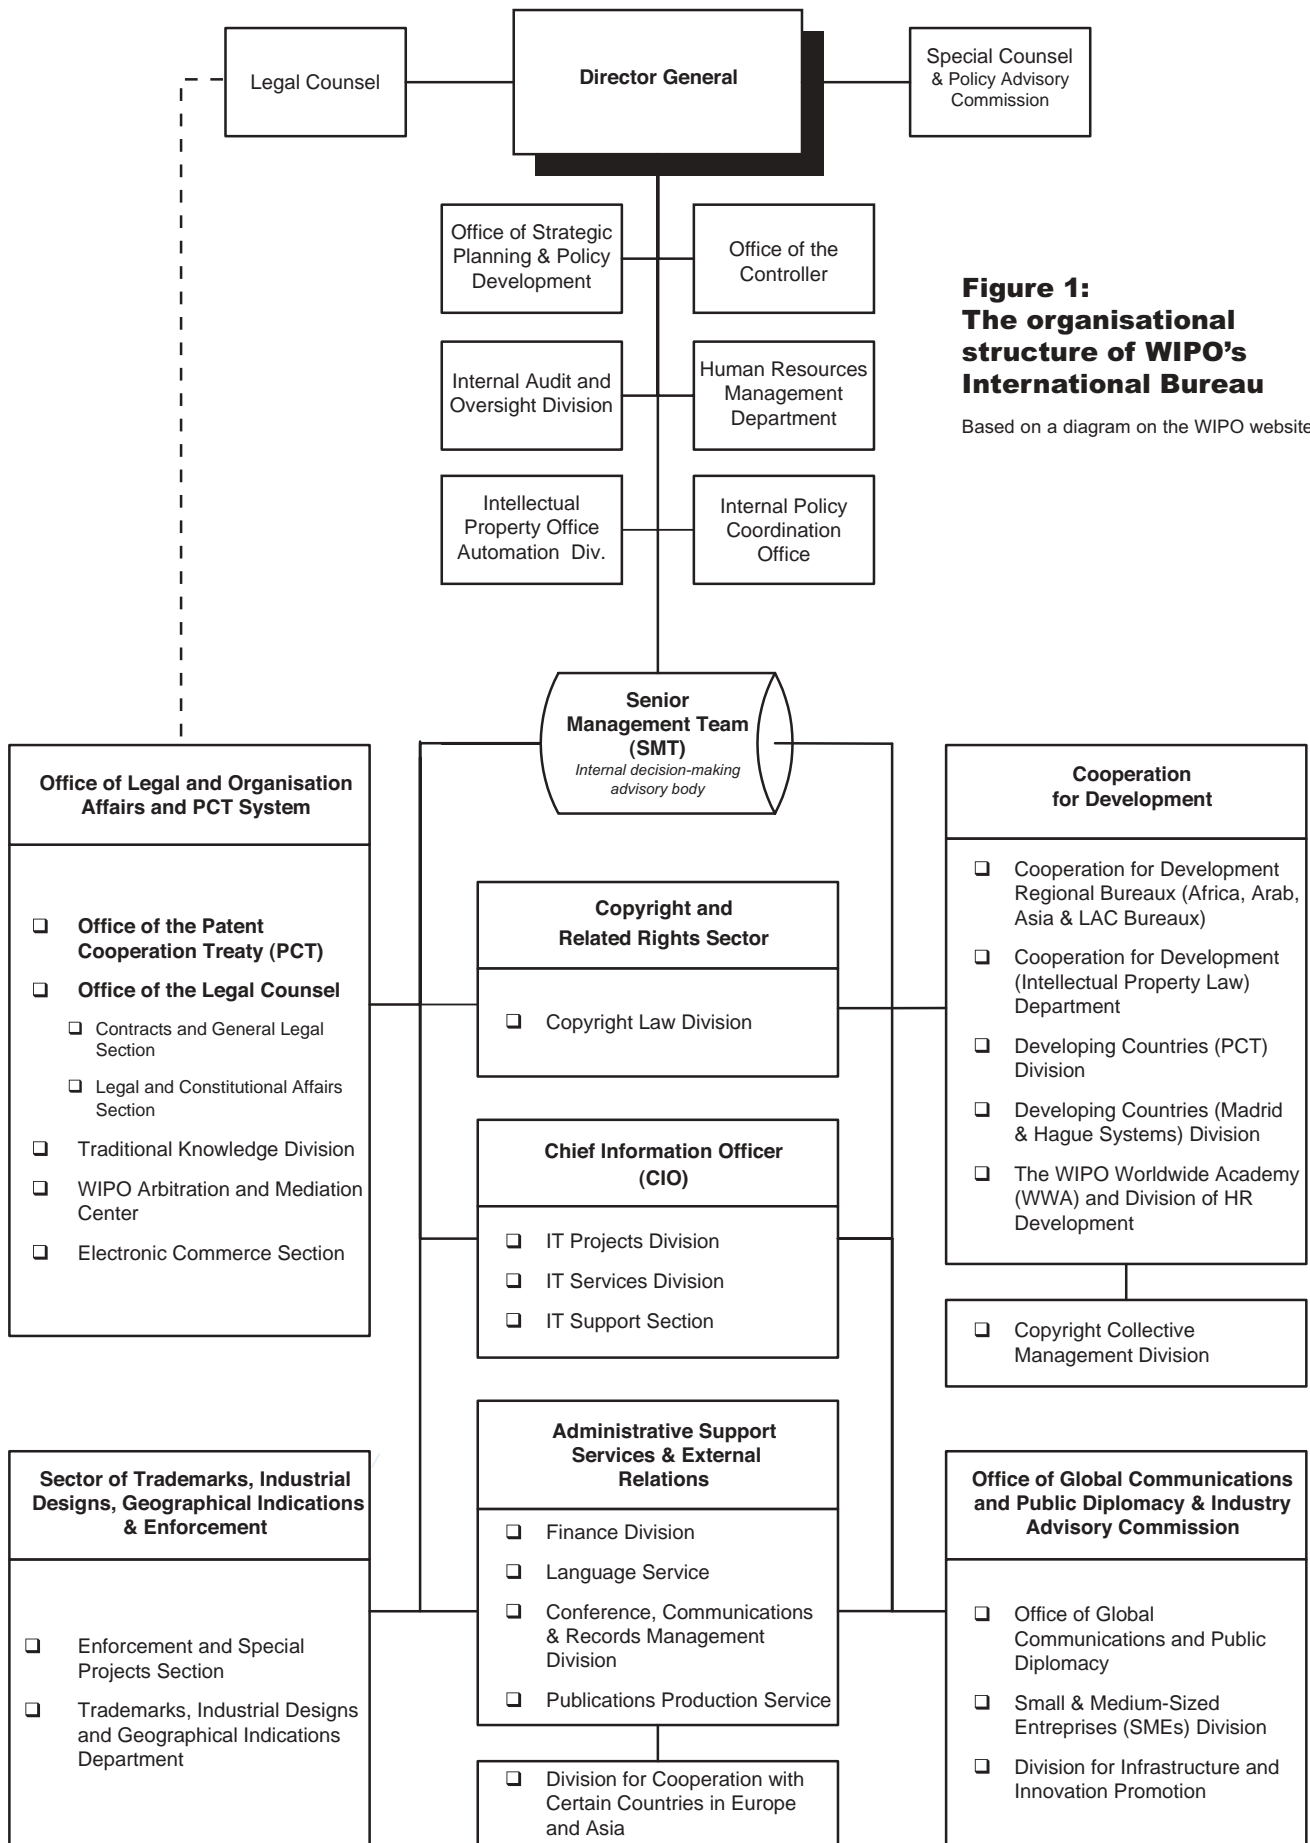 Legal Counsel
Director General
Special Counsel
& Policy Advisory
Commission
Office of Strategic
Planning & Policy
Development
Office of the
Controller
Figure 1:
The organisational
structure of WIPO’s
International Bureau
Based on a diagram on the WIPO website
Internal Audit and
Oversight Division
Human Resources
Management
Department
Intellectual
Property Office
Automation Div.
Internal Policy
Coordination
Office
Senior
Management Team
(SMT)
Internal decision-making
advisory body
Office of Legal and Organisation
Affairs and PCT System
❑ Office of the Patent
Cooperation Treaty (PCT)
❑ Office of the Legal Counsel
❑ Contracts and General Legal
Section
❑ Legal and Constitutional Affairs
Section
❑ Traditional Knowledge Division
❑ WIPO Arbitration and Mediation
Center
❑ Electronic Commerce Section
Copyright and
Related Rights Sector
❑ Copyright Law Division
Chief Information Officer
(CIO)
❑ IT Projects Division
❑ IT Services Division
❑ IT Support Section
Cooperation
for Development
❑ Cooperation for Development
Regional Bureaux (Africa, Arab,
Asia & LAC Bureaux)
❑ Cooperation for Development
(Intellectual Property Law)
Department
❑ Developing Countries (PCT)
Division
❑ Developing Countries (Madrid
& Hague Systems) Division
❑ The WIPO Worldwide Academy
(WWA) and Division of HR
Development
❑ Copyright Collective
Management Division
Sector of Trademarks, Industrial
Designs, Geographical Indications
& Enforcement
❑ Enforcement and Special
Projects Section
❑ Trademarks, Industrial Designs
and Geographical Indications
Department
Administrative Support
Services & External
Relations
❑ Finance Division
❑ Language Service
❑ Conference, Communications
& Records Management
Division
❑ Publications Production Service
❑ Division for Cooperation with
Certain Countries in Europe
and Asia
Office of Global Communications
and Public Diplomacy & Industry
Advisory Commission
❑ Office of Global
Communications and Public
Diplomacy
❑ Small & Medium-Sized
Entreprises (SMEs) Division
❑ Division for Infrastructure and
Innovation Promotion